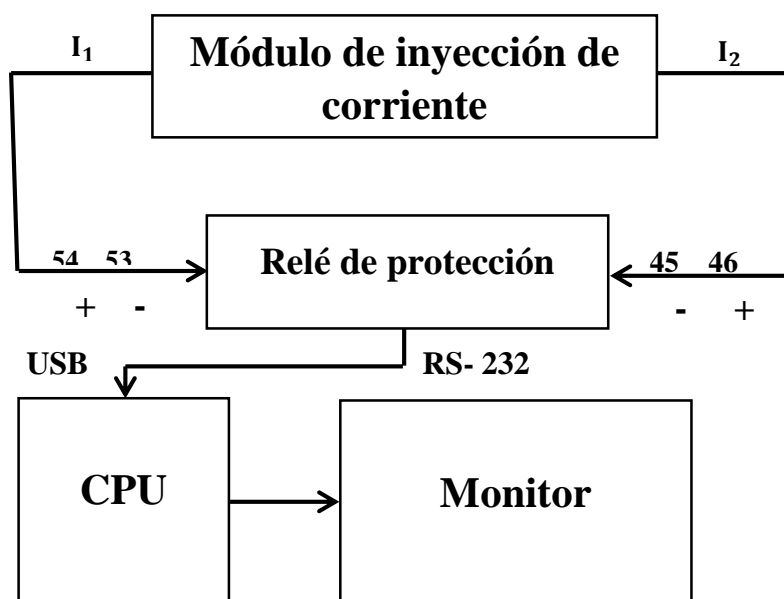 I₁
Módulo de inyección de
corriente
I₂
54 53
Relé de protección
45 46
+ -
- +
USB
RS- 232
CPU
Monitor